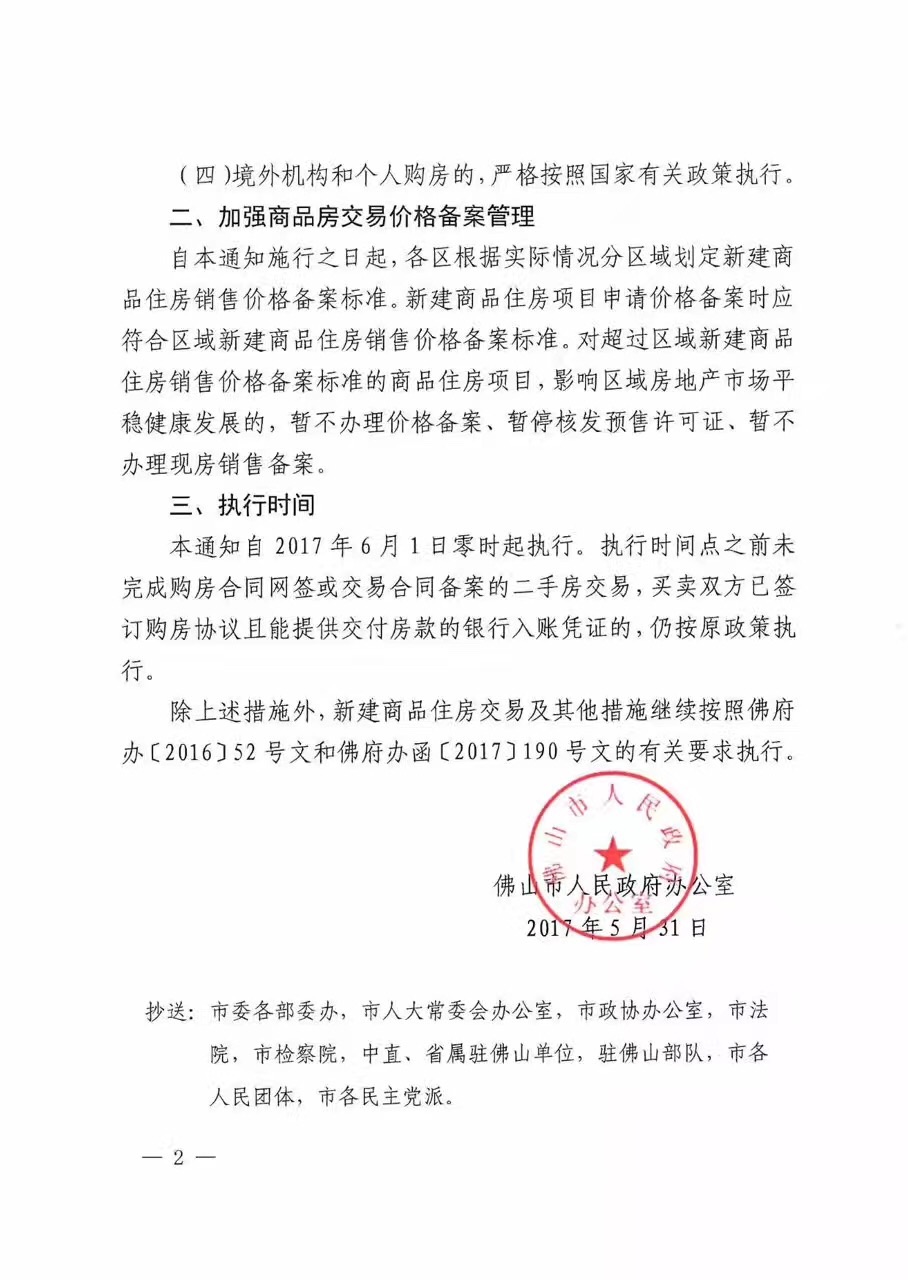 （四）境外机构和个人购房的，严格按照国家有关政策执行。
二、加强商品房交易价格备案管理
自本通知施行之日起，各区根据实际情况分区域划定新建商
品住房销售价格备案标准。新建商品住房项目申请价格备案时应
符合区域新建商品住房销售价格备案标准。对超过区域新建商品
住房销售价格备案标准的商品住房项目，影响区域房地产市场平
稳健康发展的，暂不办理价格备案、暂停核发预售许可证、暂不
办理现房销售备案。
三、执行时间
本通知自 2017 年 6 月 1 日零时起执行。执行时间点之前未
完成购房合同网签或交易合同备案的二手房交易，买卖双方已签
订购房协议且能提供交付房款的银行入账凭证的，仍按原政策执
行。
除上述措施外，新建商品住房交易及其他措施继续按照佛府
办〔2016〕52 号文和佛府办函〔2017〕190 号文的有关要求执行。
佛山市人民政府
办公室
佛山市人民政府办公室
2017 年 5 月 31 日
抄送：市委各部委办，市人大常委会办公室，市政协办公室，市法
院，市检察院，中直、省属驻佛山单位，驻佛山部队，市各
人民团体，市各民主党派。
— 2 —